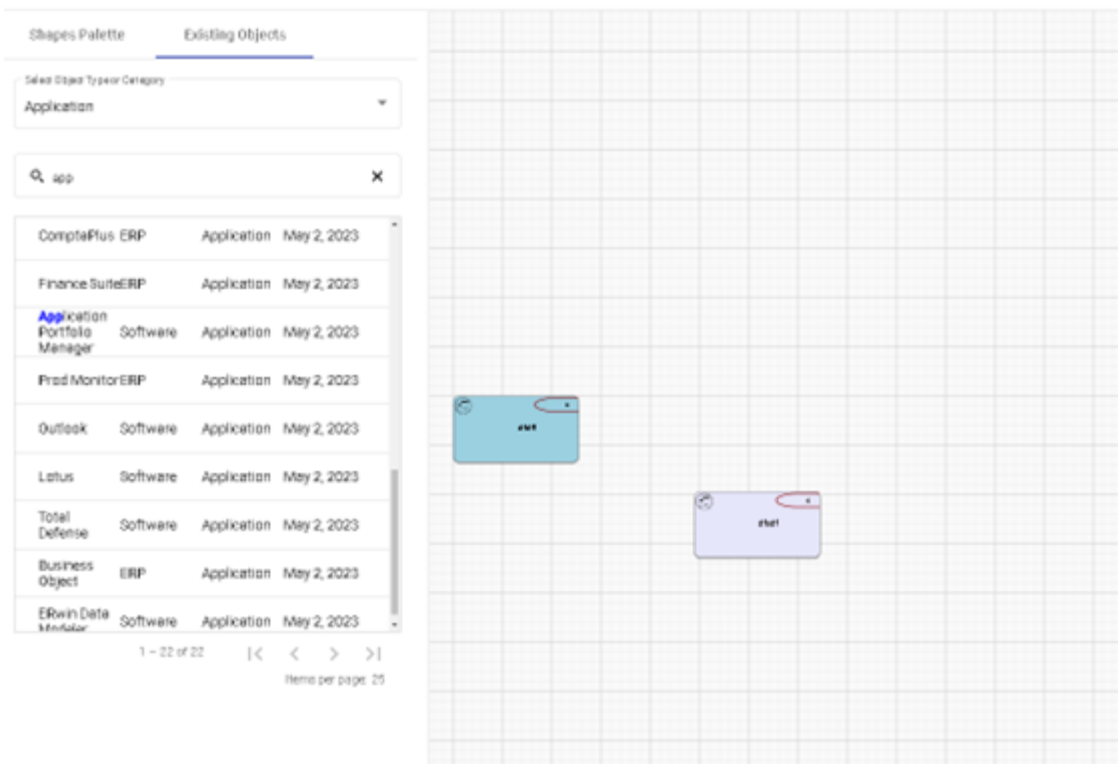 Shapes Palette Existing Objects
Select Object Type or Category
Application
app
ComptaPlus ERP Application May 2, 2023
Finance Suite ERP Application May 2, 2023
Application
Portfolio Software Application May 2, 2023
Manager
Prod Monitor ERP Application May 2, 2023
Outlook Software Application May 2, 2023
Lotus Software Application May 2, 2023
Total
Defense Software Application May 2, 2023
Business
Object ERP Application May 2, 2023
ERwin Data
Modeler Software Application May 2, 2023
1 – 22 of 22
Items per page: 25